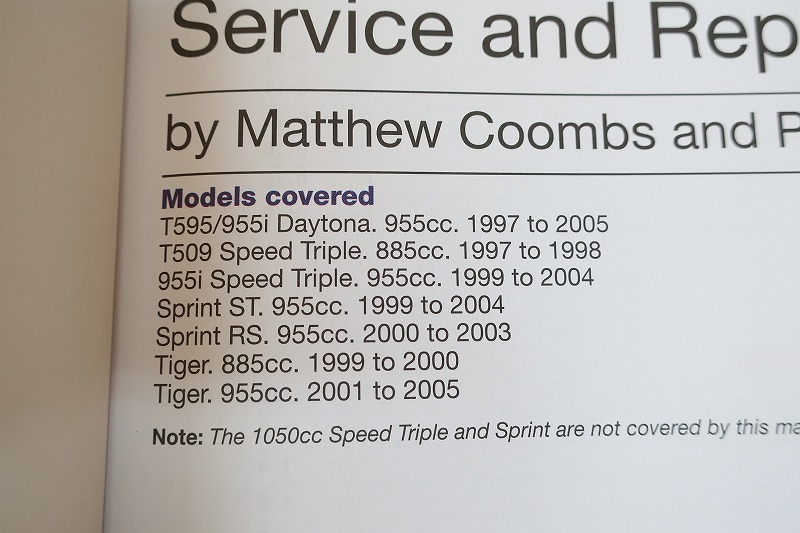 Service and Rep
by Matthew Coombs and P
Models covered
T595/955i Daytona. 955cc. 1997 to 2005
T509 Speed Triple. 885cc. 1997 to 1998
955i Speed Triple. 955cc. 1999 to 2004
Sprint ST. 955cc. 1999 to 2004
Sprint RS. 955cc. 2000 to 2003
Tiger. 885cc. 1999 to 2000
Tiger. 955cc. 2001 to 2005
Note: The 1050cc Speed Triple and Sprint are not covered by this ma